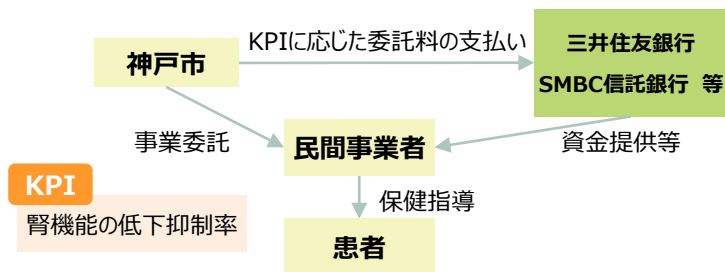 KPIに応じた委託料の支払い
神戸市
三井住友銀行
SMBC信託銀行 等
事業委託
民間事業者
資金提供等
KPI
腎機能の低下抑制率
保健指導
患者